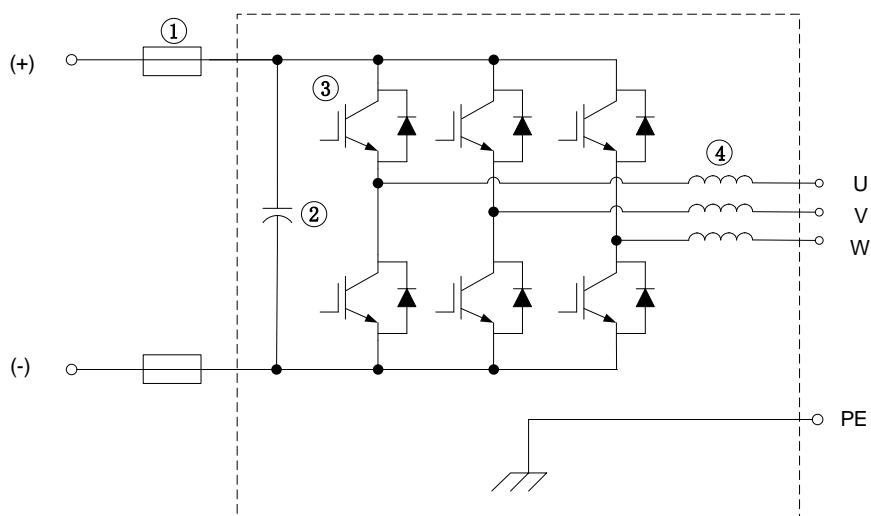 ①
(+)
③
④
U
②
V
W
(-)
PE